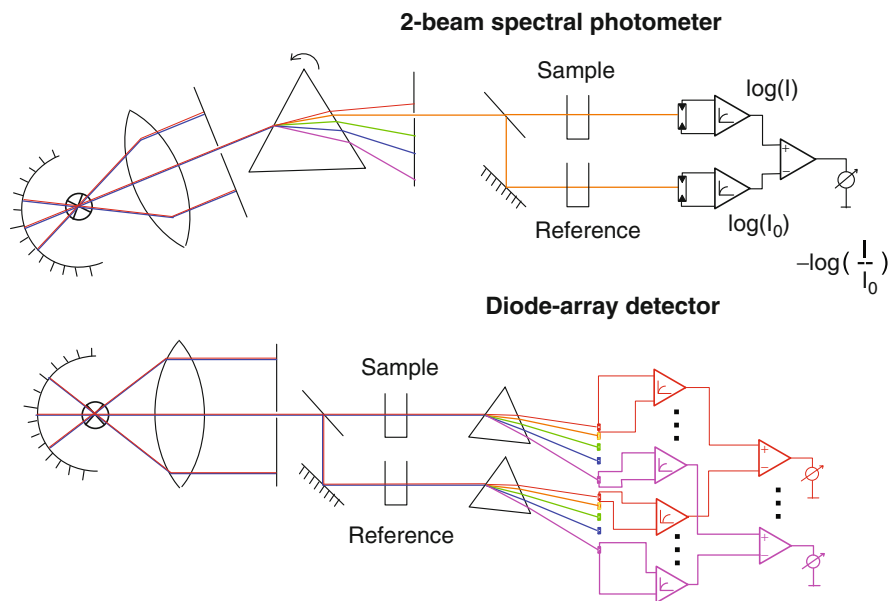 2-beam spectral photometer
Sample
log(I)
+
−
Reference
log(I₀)
−log(I/I₀)
Diode-array detector
Sample
+
−
Reference
+
−